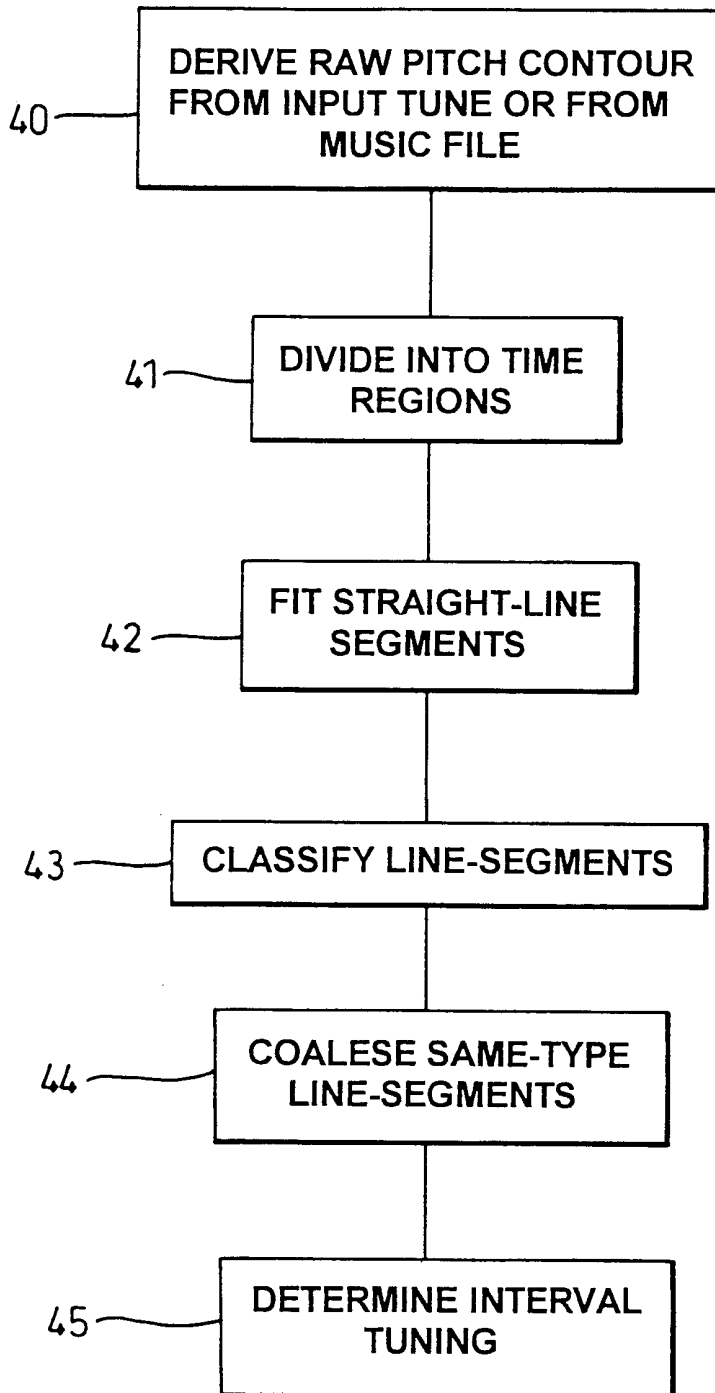 DERIVE RAW PITCH CONTOUR
FROM INPUT TUNE OR FROM
MUSIC FILE
40
DIVIDE INTO TIME
REGIONS
41
FIT STRAIGHT-LINE
SEGMENTS
42
CLASSIFY LINE-SEGMENTS
43
COALESE SAME-TYPE
LINE-SEGMENTS
44
DETERMINE INTERVAL
TUNING
45